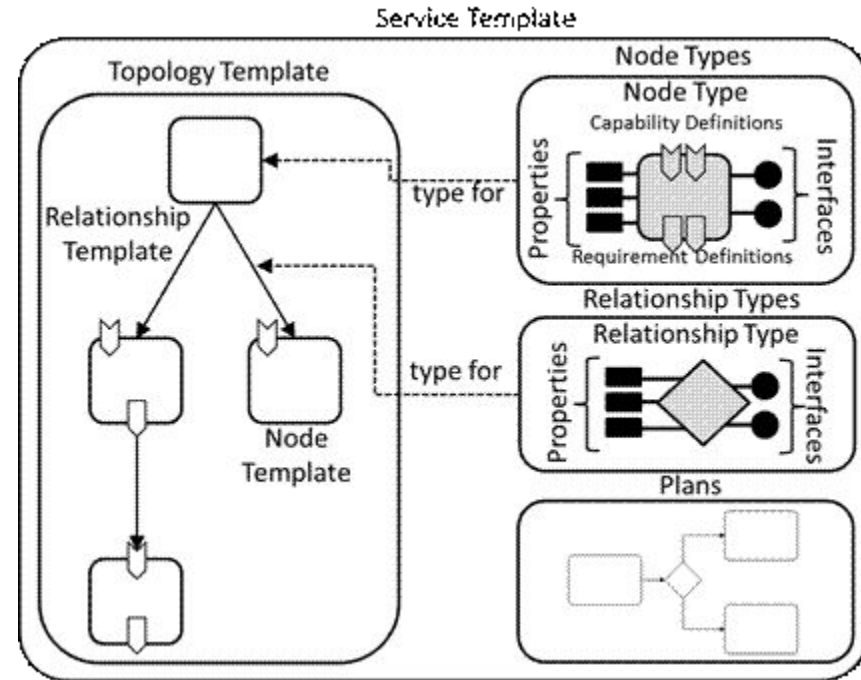 Service Template
Topology Template
Relationship
Template
Node
Template
type for
type for
Node Types
Node Type
Capability Definitions
Properties
Interfaces
Requirement Definitions
Relationship Types
Relationship Type
Properties
Interfaces
Plans